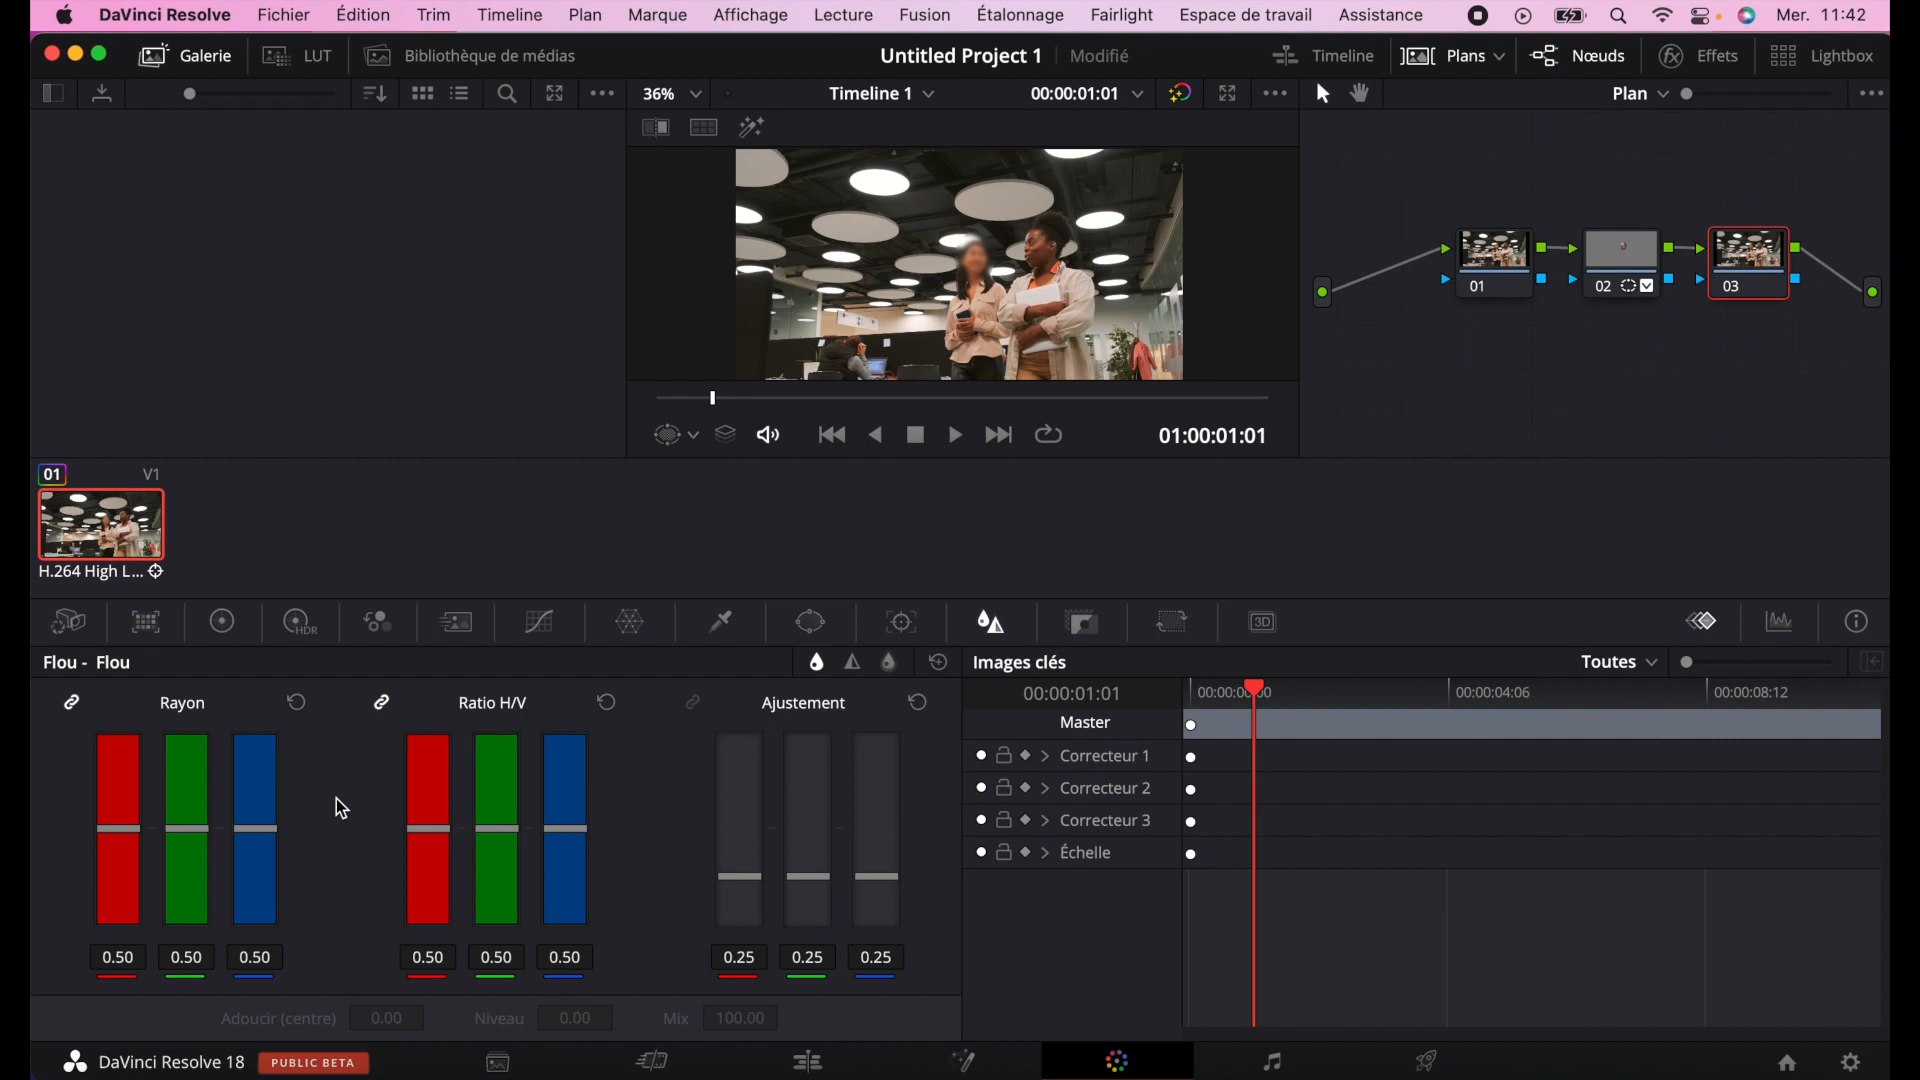 DaVinci Resolve Fichier Édition Trim Timeline Plan Marque Affichage Lecture Fusion Étalonnage Fairlight Espace de travail Assistance Mer. 11:42
Galerie LUT Bibliothèque de médias Untitled Project 1 Modifié Timeline Plans Nœuds Effets Lightbox
36% Timeline 1 00:00:01:01 Plan
01 02 03
01:00:01:01
01 V1
H.264 High L...
HDR 3D
Flou - Flou Images clés Toutes
Rayon Ratio H/V Ajustement 00:00:01:01 00:00:04:06 00:00:08:12
Master
Correcteur 1
Correcteur 2
Correcteur 3
Échelle
0.50 0.50 0.50 0.50 0.50 0.50 0.25 0.25 0.25
Adoucir (centre) 0.00 Niveau 0.00 Mix 100.00
DaVinci Resolve 18 PUBLIC BETA